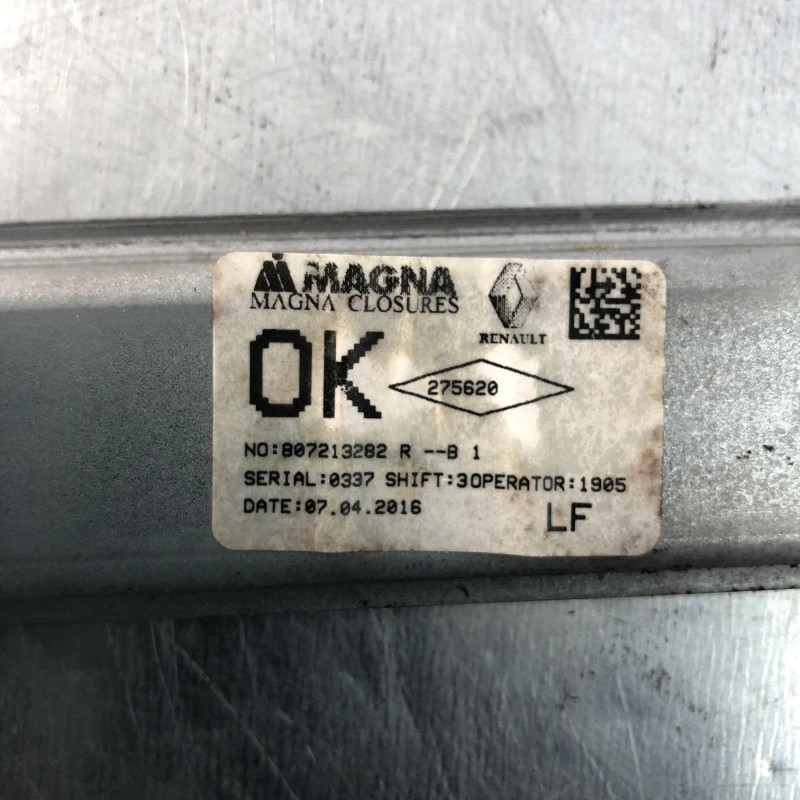 MAGNA
MAGNA CLOSURES
RENAULT
OK
275620
NO:807213282 R --B 1
SERIAL:0337 SHIFT:3OPERATOR:1905
DATE:07.04.2016
LF